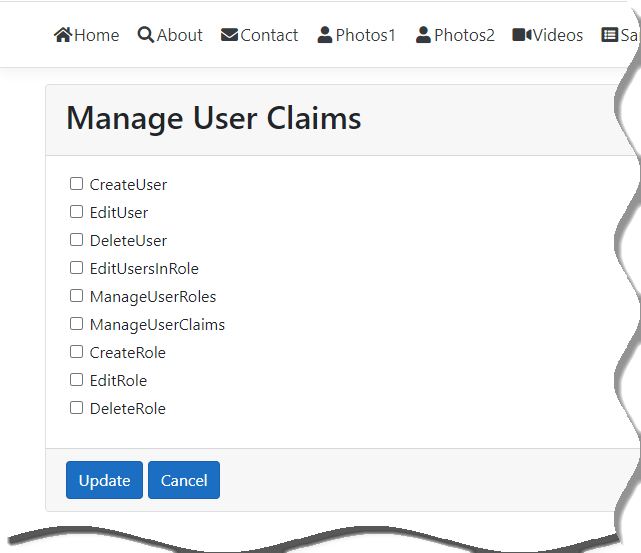 Home About Contact Photos1 Photos2 Videos Sa
Manage User Claims
CreateUser
EditUser
DeleteUser
EditUsersInRole
ManageUserRoles
ManageUserClaims
CreateRole
EditRole
DeleteRole
Update Cancel